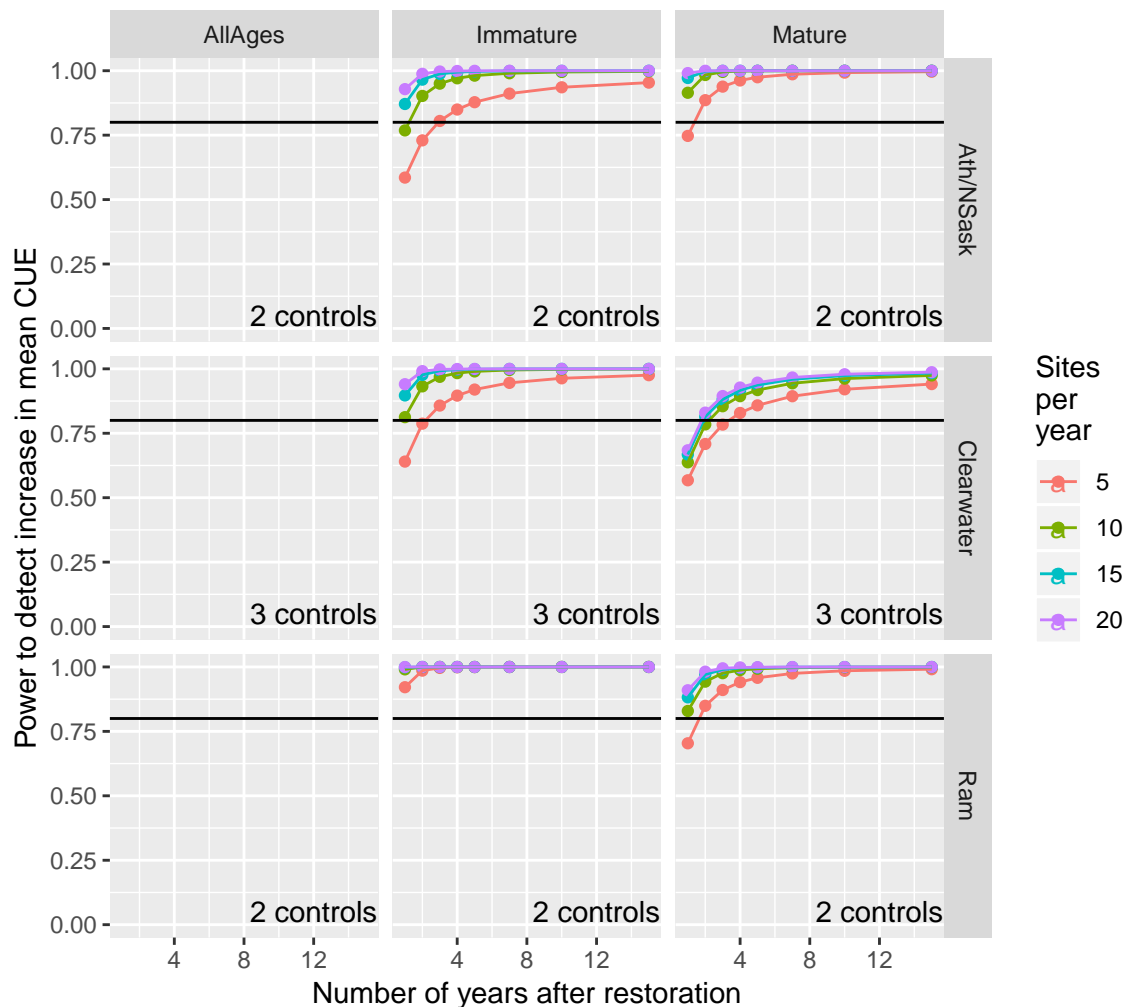 AllAges Immature Mature
Power to detect increase in mean CUE
1.00
0.75
0.50
0.25
0.00
2 controls 2 controls 2 controls
Ath/NSask
1.00
0.75
0.50
0.25
0.00
3 controls 3 controls 3 controls
Clearwater
1.00
0.75
0.50
0.25
0.00
2 controls 2 controls 2 controls
Ram
4 8 12 4 8 12 4 8 12
Number of years after restoration
Sites
per
year
a 5
a 10
a 15
a 20